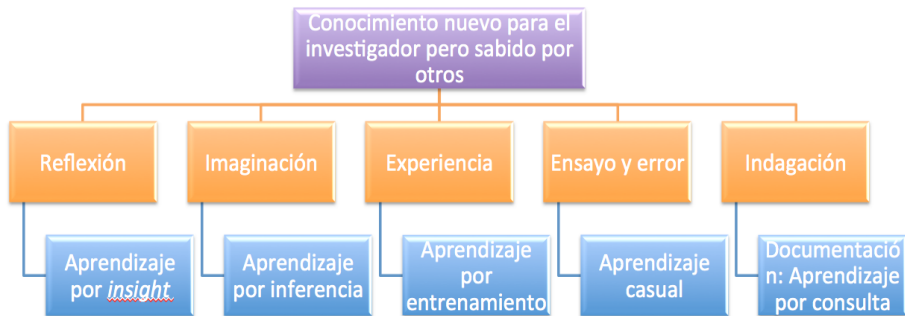 Conocimiento nuevo para el
investigador pero sabido por
otros
Reflexión
Imaginación
Experiencia
Ensayo y error
Indagación
Aprendizaje
por insight
Aprendizaje
por inferencia
Aprendizaje
por
entrenamiento
Aprendizaje
casual
Documentació
n: Aprendizaje
por consulta